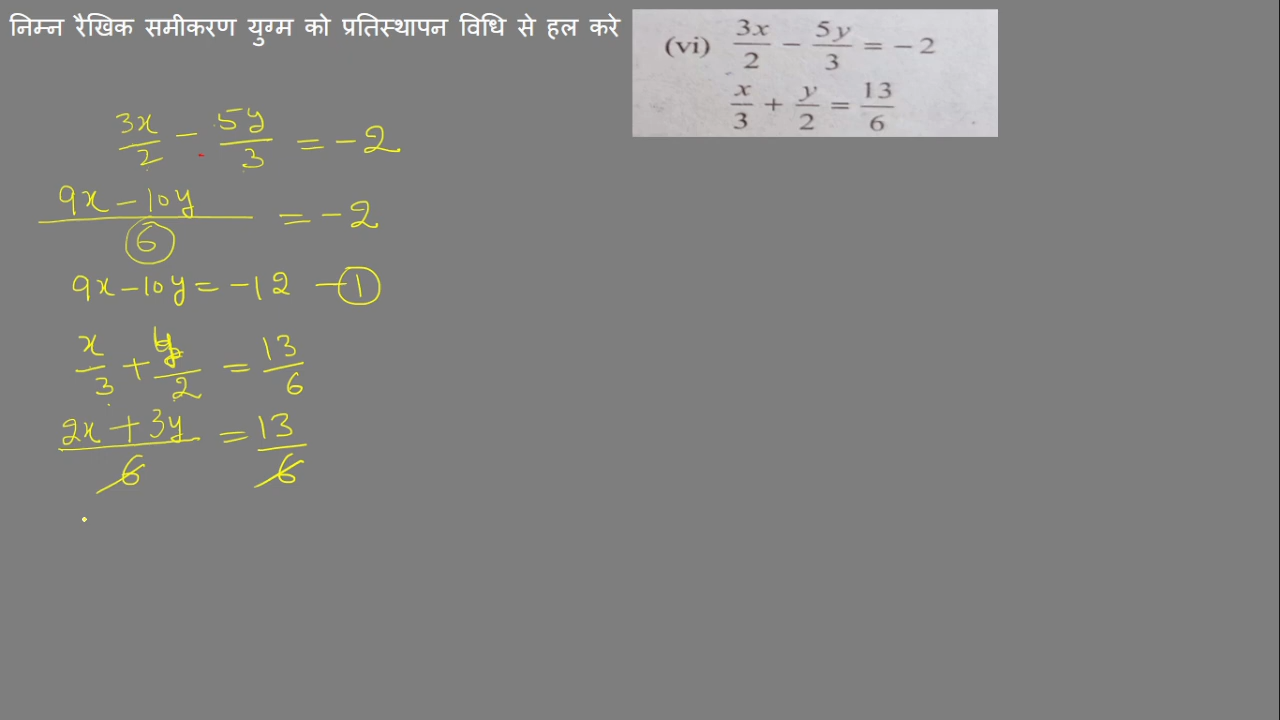 निम्न रैखिक समीकरण युग्म को प्रतिस्थापन विधि से हल करे
(vi) 3x/2 - 5y/3 = -2
x/3 + y/2 = 13/6
3x/2 - 5y/3 = -2
9x - 10y/6 = -2
9x - 10y = -12 - 1
x/3 + y/2 = 13/6
2x + 3y/6 = 13/6